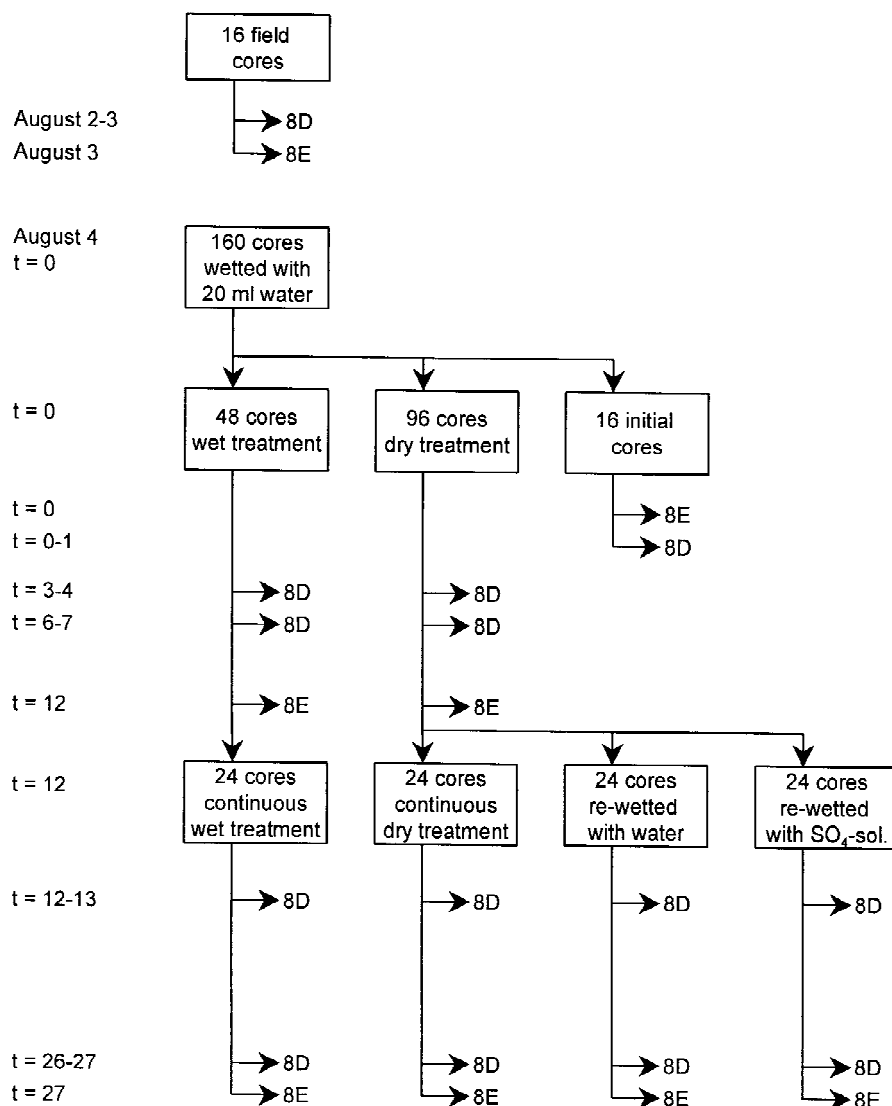 16 field
cores
August 2-3
8D
August 3
8E
August 4
t = 0
160 cores
wetted with
20 ml water
t = 0
48 cores
wet treatment
96 cores
dry treatment
16 initial
cores
t = 0
8E
t = 0-1
8D
t = 3-4
8D
8D
t = 6-7
8D
8D
t = 12
8E
8E
t = 12
24 cores
continuous
wet treatment
24 cores
continuous
dry treatment
24 cores
re-wetted
with water
24 cores
re-wetted
with SO₄-sol.
t = 12-13
8D
8D
8D
8D
t = 26-27
8D
8D
8D
8D
t = 27
8E
8E
8E
8E